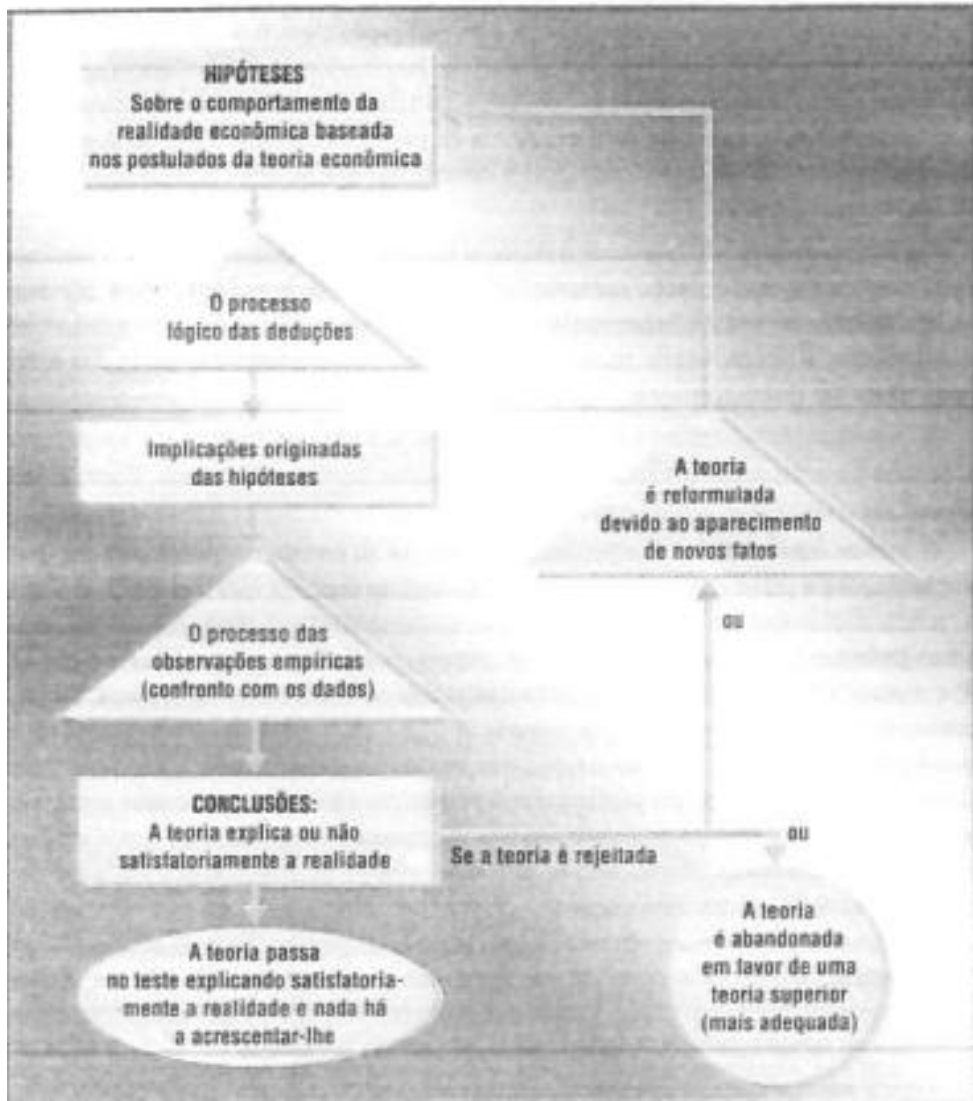 HIPÓTESES
Sobre o comportamento da
realidade econômica baseada
nos postulados da teoria econômica
O processo
lógico das deduções
Implicações originadas
das hipóteses
O processo das
observações empíricas
(confronto com os dados)
CONCLUSÕES:
A teoria explica ou não
satisfatoriamente a realidade
A teoria passa
no teste explicando satisfatoria-
mente a realidade e nada há
a acrescentar-lhe
A teoria
é reformulada
devido ao aparecimento
de novos fatos
ou
Se a teoria é rejeitada
ou
A teoria
é abandonada
em favor de uma
teoria superior
(mais adequada)